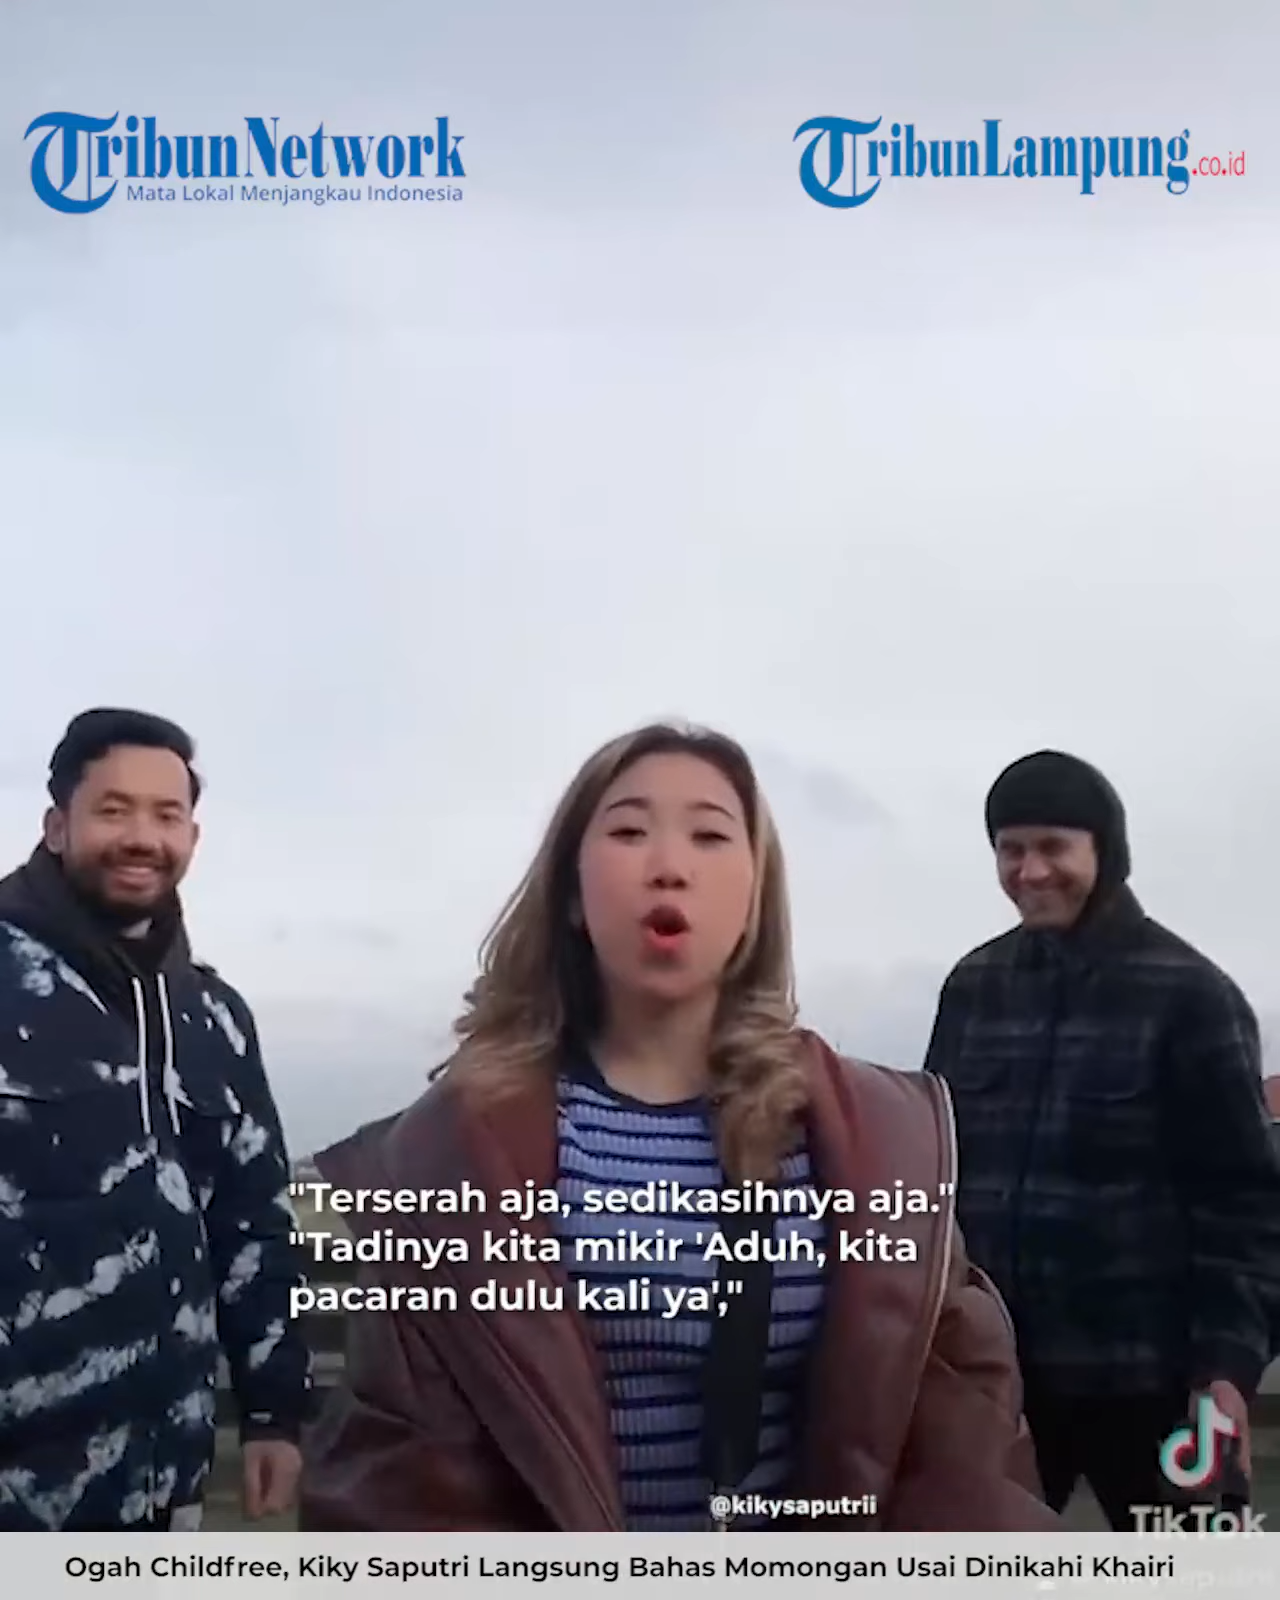 TribunNetwork
Mata Lokal Menjangkau Indonesia
TribunLampung.co.id
"Terserah aja, sedikasihnya aja."
"Tadinya kita mikir 'Aduh, kita
pacaran dulu kali ya',"
@kikysaputrii
TikTok
Ogah Childfree, Kiky Saputri Langsung Bahas Momongan Usai Dinikahi Khairi